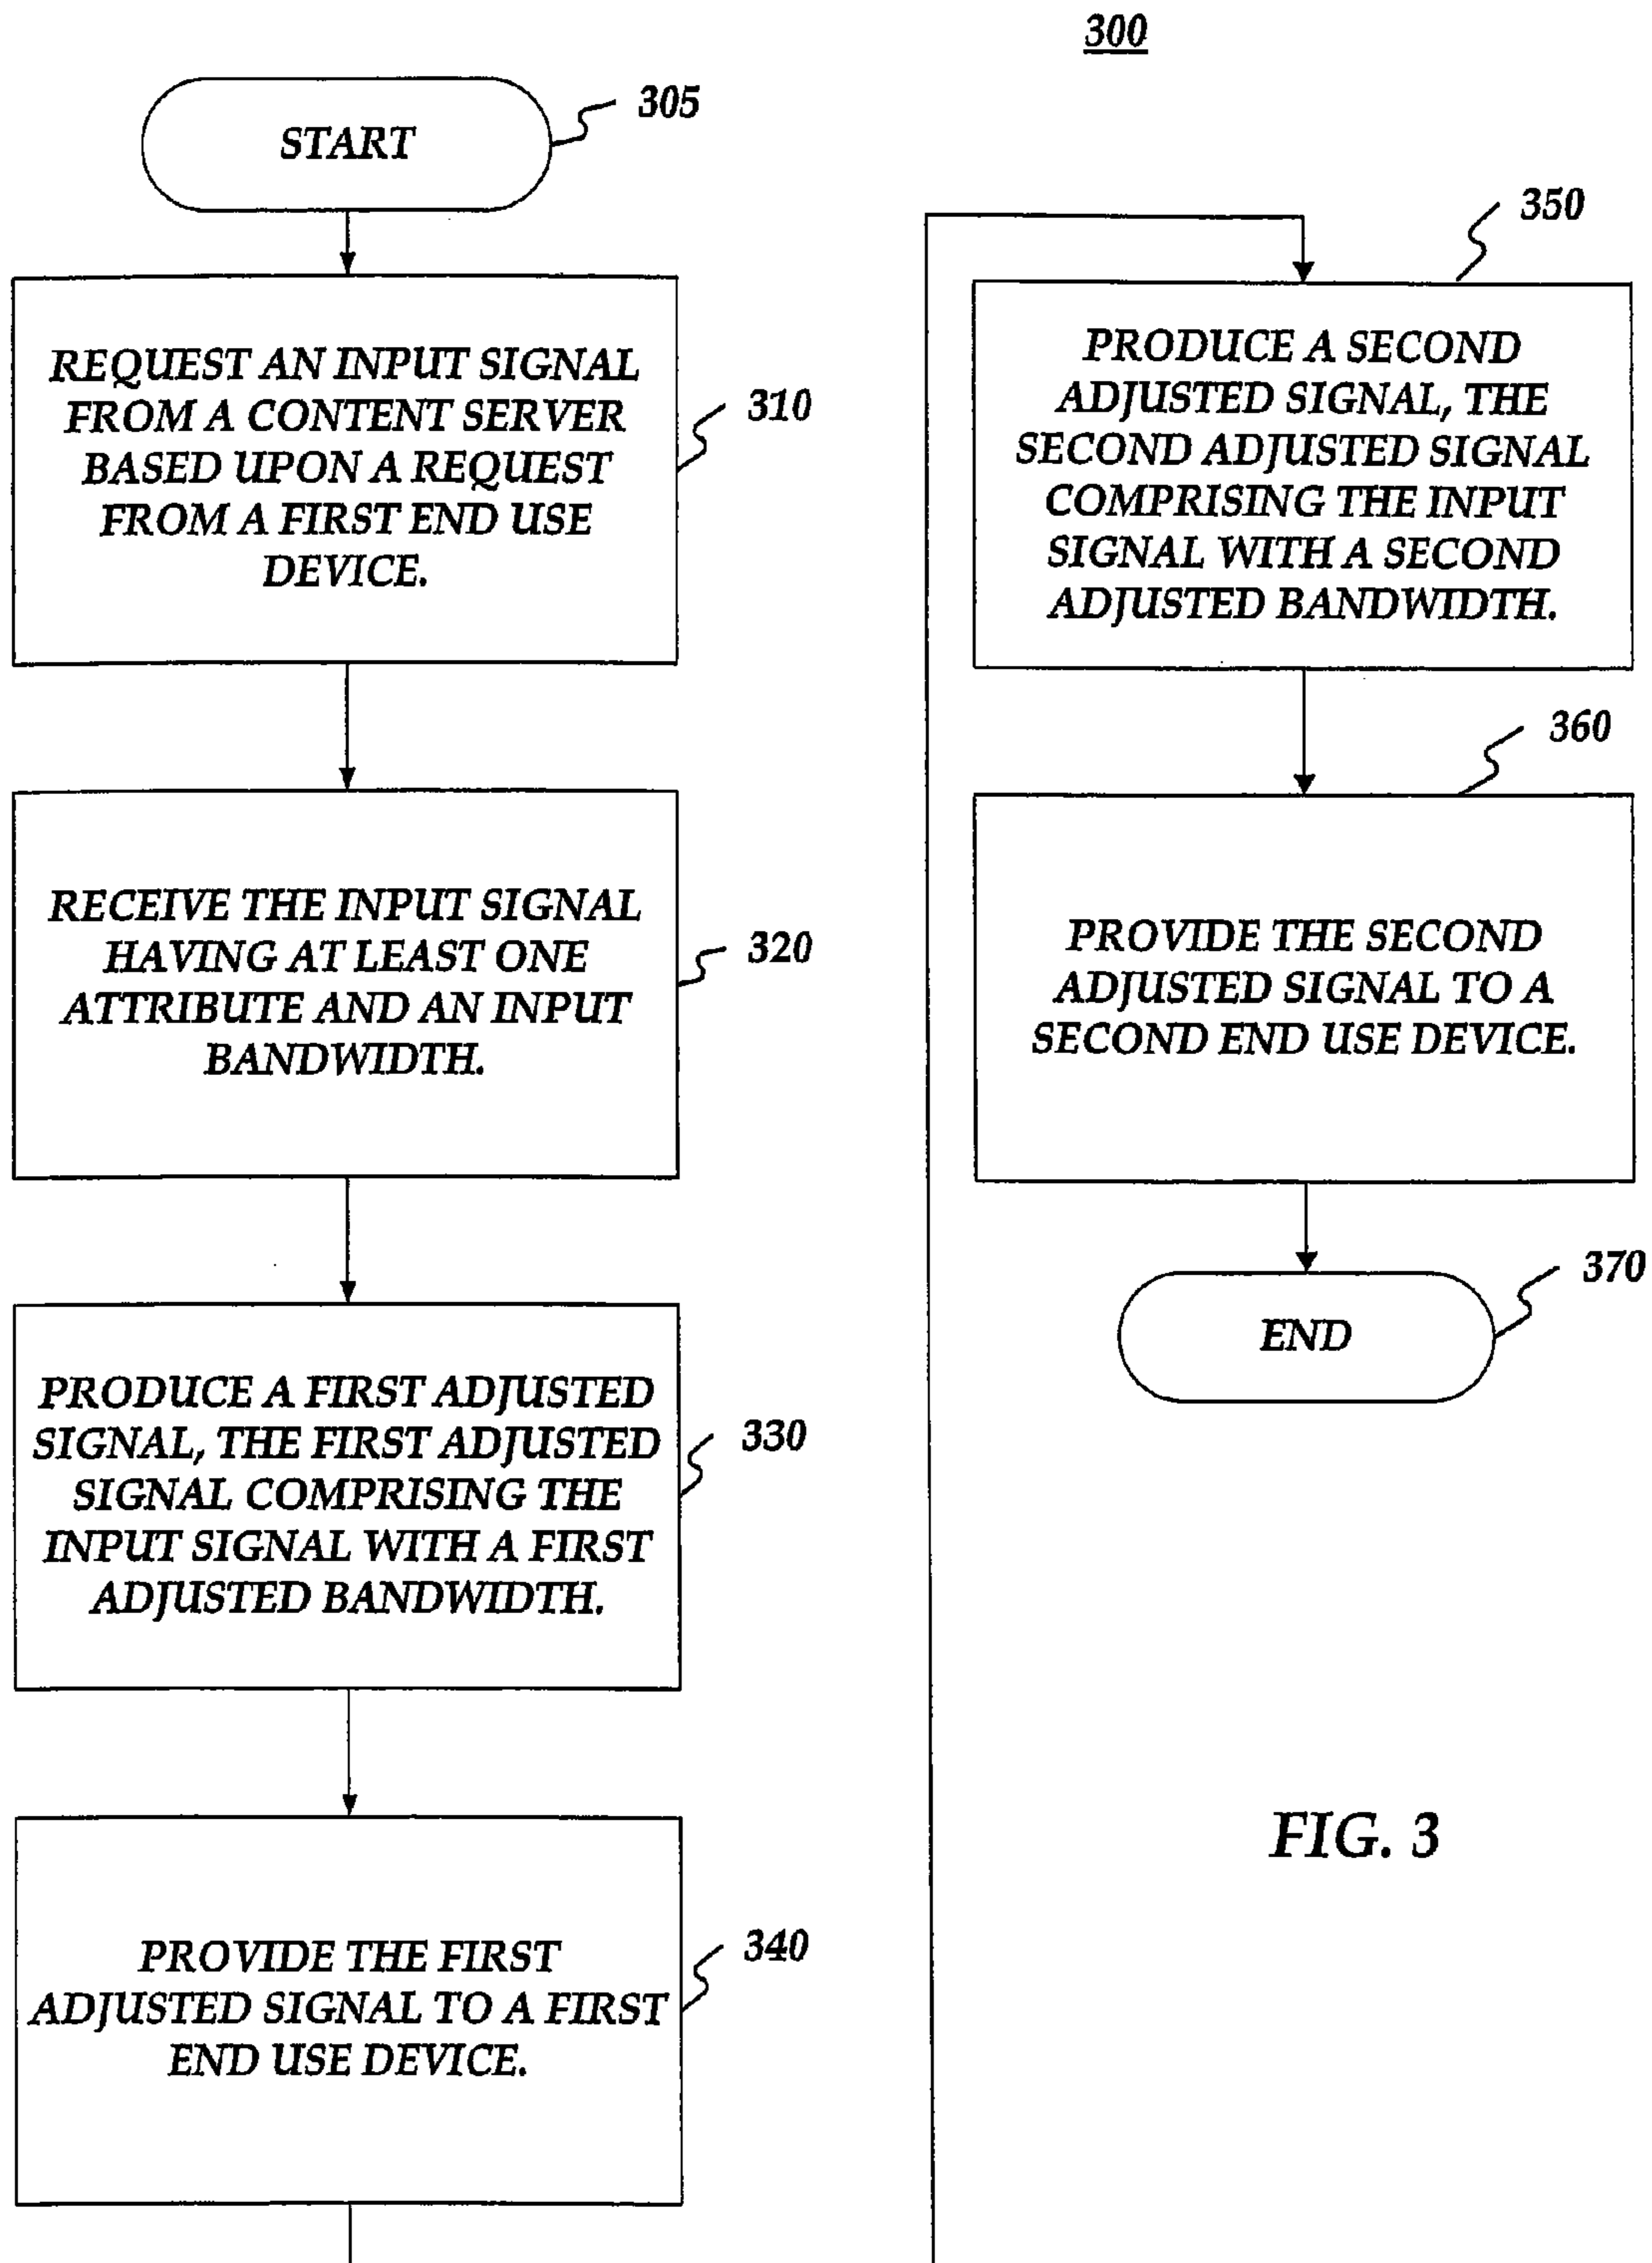 300
START
305
REQUEST AN INPUT SIGNAL
FROM A CONTENT SERVER
BASED UPON A REQUEST
FROM A FIRST END USE
DEVICE.
310
RECEIVE THE INPUT SIGNAL
HAVING AT LEAST ONE
ATTRIBUTE AND AN INPUT
BANDWIDTH.
320
PRODUCE A FIRST ADJUSTED
SIGNAL, THE FIRST ADJUSTED
SIGNAL COMPRISING THE
INPUT SIGNAL WITH A FIRST
ADJUSTED BANDWIDTH.
330
PROVIDE THE FIRST
ADJUSTED SIGNAL TO A FIRST
END USE DEVICE.
340
350
PRODUCE A SECOND
ADJUSTED SIGNAL, THE
SECOND ADJUSTED SIGNAL
COMPRISING THE INPUT
SIGNAL WITH A SECOND
ADJUSTED BANDWIDTH.
360
PROVIDE THE SECOND
ADJUSTED SIGNAL TO A
SECOND END USE DEVICE.
370
END
FIG. 3